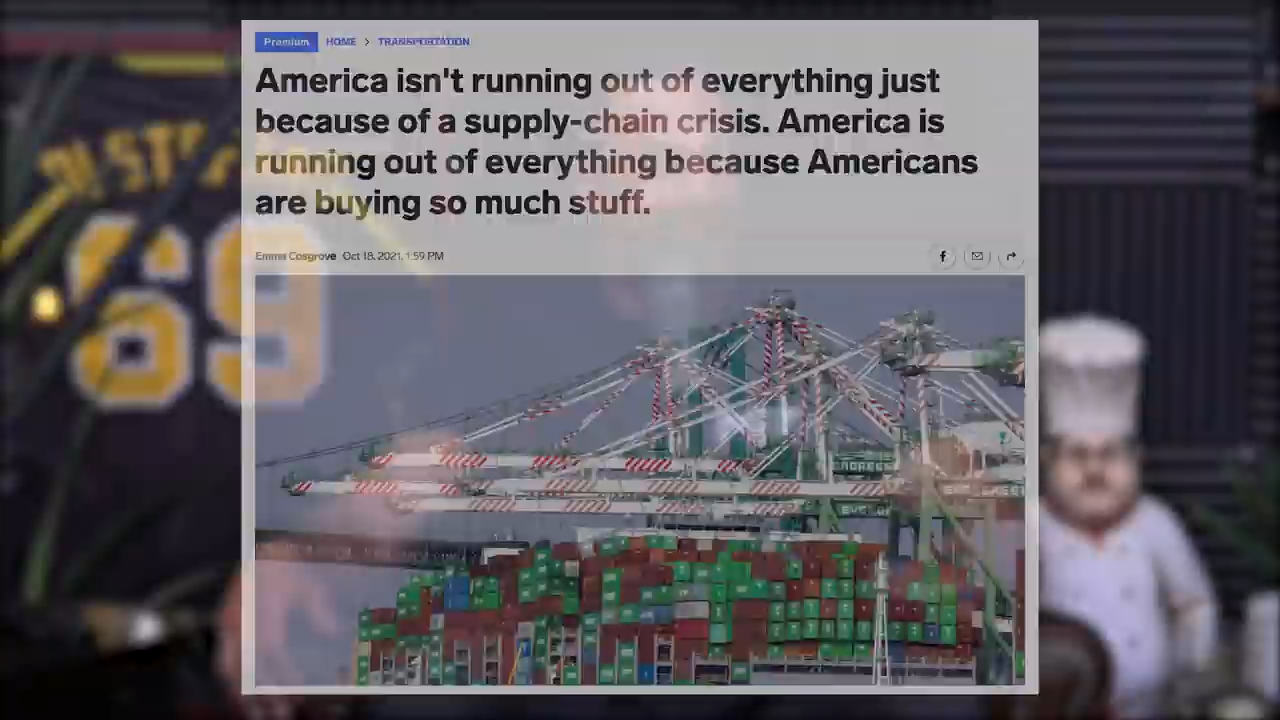 Premium HOME > TRANSPORTATION
America isn't running out of everything just
because of a supply-chain crisis. America is
running out of everything because Americans
are buying so much stuff.
Emma Cosgrove Oct 18, 2021, 1:59 PM
69